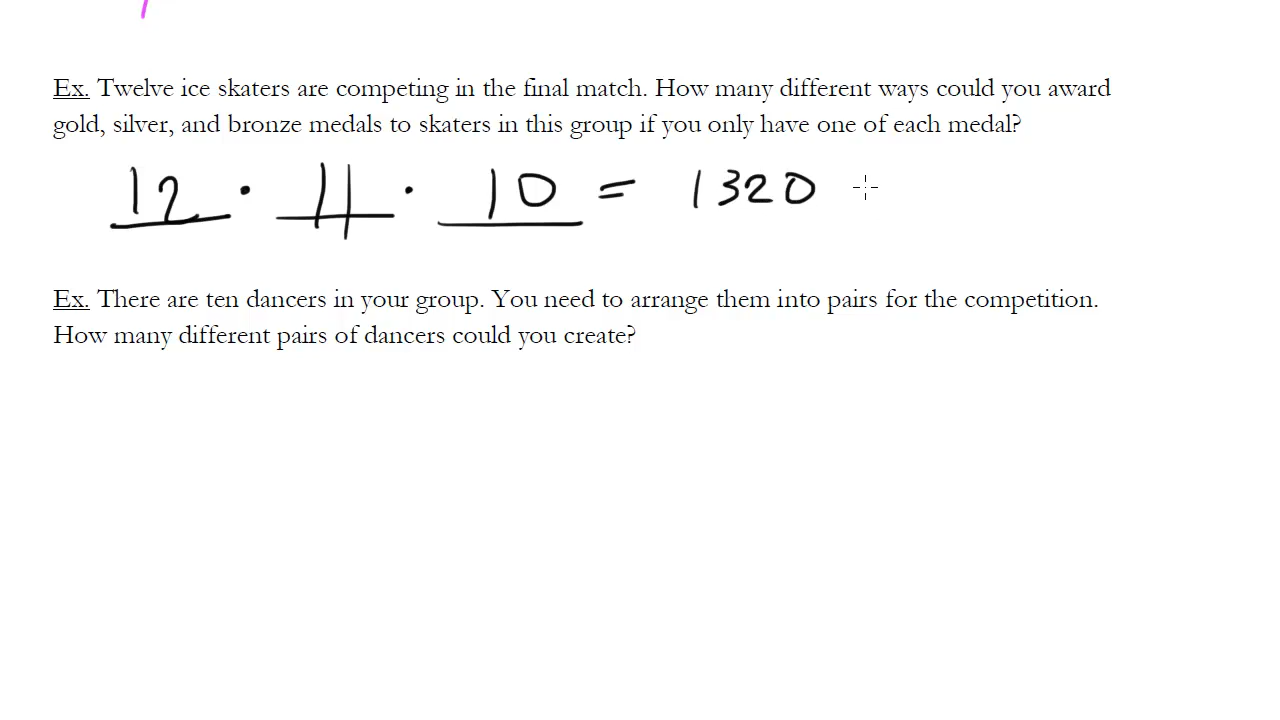 Ex. Twelve ice skaters are competing in the final match. How many different ways could you award
gold, silver, and bronze medals to skaters in this group if you only have one of each medal?
12 · 11 · 10 = 1320
Ex. There are ten dancers in your group. You need to arrange them into pairs for the competition.
How many different pairs of dancers could you create?